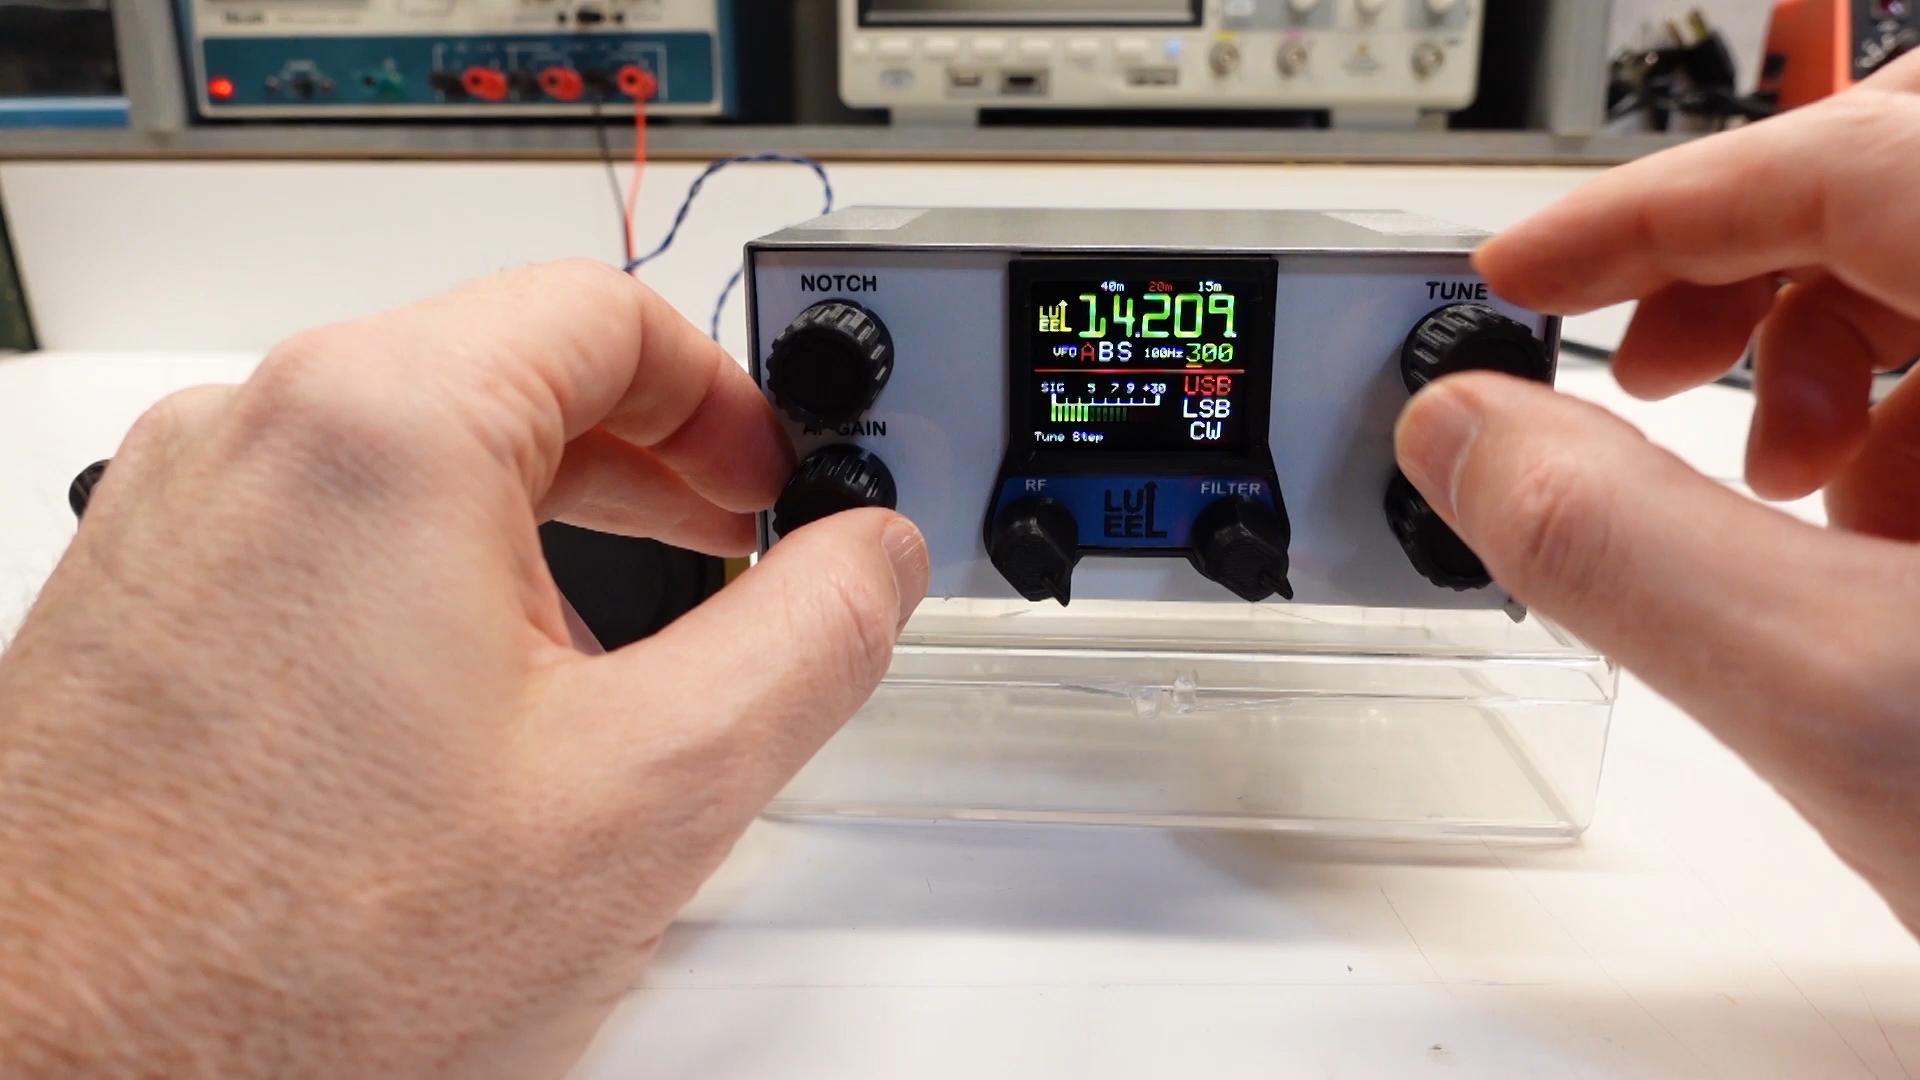 NOTCH
TUNE
40m 20m 15m
LU
EEL
14.209
VFO A B S 100Hz 300
SIG 5 7 9 +30
USB
LSB
CW
Tune Step
AF GAIN
RF
FILTER
LU
EEL